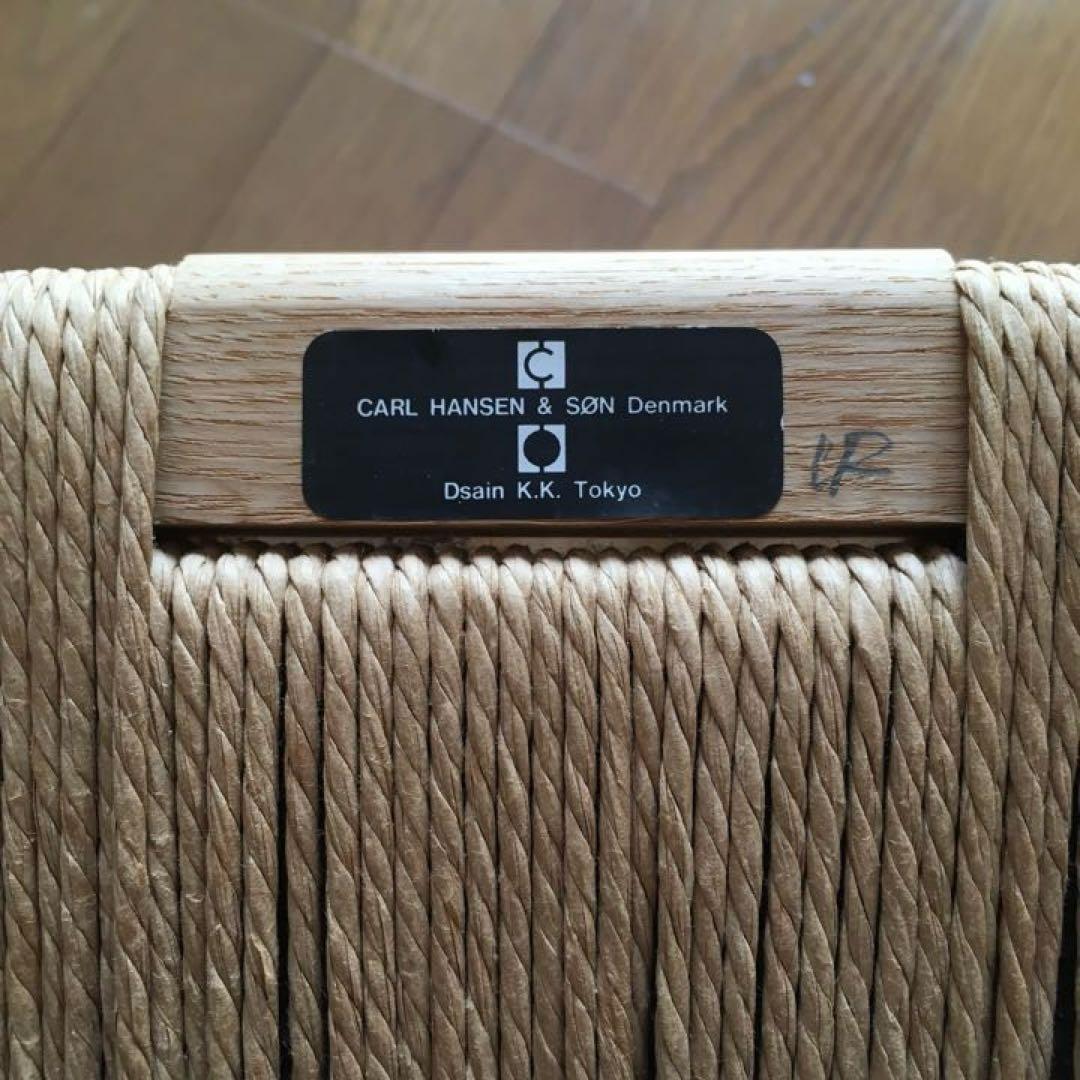 C
CARL HANSEN & SØN Denmark
Dsain K.K. Tokyo